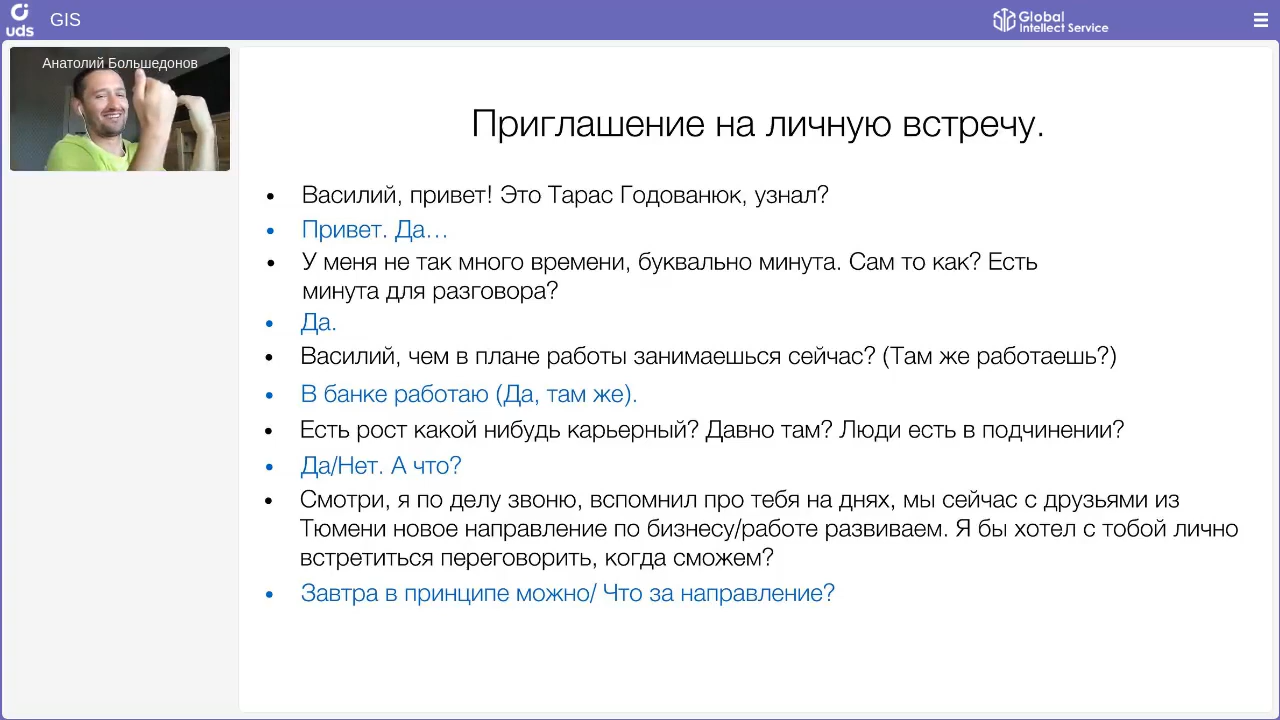 uds
GIS
Global
Intellect Service
Анатолий Большедонов
Приглашение на личную встречу.
• Василий, привет! Это Тарас Годованюк, узнал?
• Привет. Да…
• У меня не так много времени, буквально минута. Сам то как? Есть
минута для разговора?
• Да.
• Василий, чем в плане работы занимаешься сейчас? (Там же работаешь?)
• В банке работаю (Да, там же).
• Есть рост какой нибудь карьерный? Давно там? Люди есть в подчинении?
• Да/Нет. А что?
• Смотри, я по делу звоню, вспомнил про тебя на днях, мы сейчас с друзьями из
Тюмени новое направление по бизнесу/работе развиваем. Я бы хотел с тобой лично
встретиться переговорить, когда сможем?
• Завтра в принципе можно/ Что за направление?